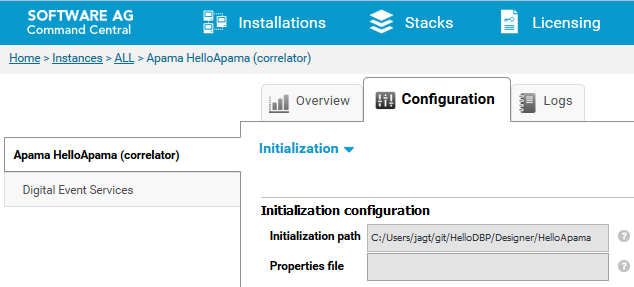 SOFTWARE AG
Command Central
Installations
Stacks
Licensing
Home > Instances > ALL > Apama HelloApama (correlator)
Overview
Configuration
Logs
Apama HelloApama (correlator)
Digital Event Services
Initialization
Initialization configuration
Initialization path C:/Users/jagt/git/HelloDBP/Designer/HelloApama ?
Properties file ?